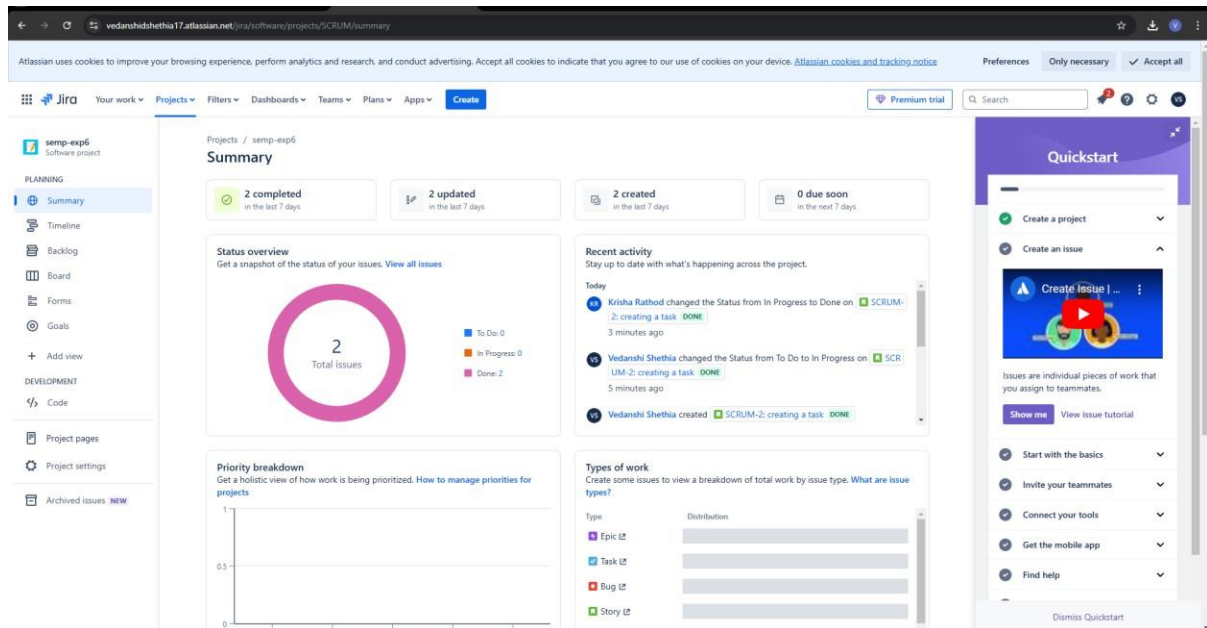 vedanshidshethia17.atlassian.net/jira/software/projects/SCRUM/summary
V
Atlassian uses cookies to improve your browsing experience, perform analytics and research, and conduct advertising. Accept all cookies to indicate that you agree to our use of cookies on your device. Atlassian cookies and tracking notice
Preferences
Only necessary
Accept all
Jira
Your work
Projects
Filters
Dashboards
Teams
Plans
Apps
Create
Premium trial
Search
2
VS
semp-exp6
Software project
PLANNING
Summary
Timeline
Backlog
Board
Forms
Goals
Add view
DEVELOPMENT
Code
Project pages
Project settings
Archived issues NEW
Projects / semp-exp6
Summary
2 completed
in the last 7 days
2 updated
in the last 7 days
2 created
in the last 7 days
0 due soon
in the next 7 days
Status overview
Get a snapshot of the status of your issues. View all issues
2
Total issues
To Do: 0
In Progress: 0
Done: 2
Recent activity
Stay up to date with what's happening across the project.
Today
KR
Krisha Rathod changed the Status from In Progress to Done on SCRUM-
2: creating a task DONE
3 minutes ago
VS
Vedanshi Shethia changed the Status from To Do to In Progress on SCR
UM-2: creating a task DONE
5 minutes ago
VS
Vedanshi Shethia created SCRUM-2: creating a task DONE
Priority breakdown
Get a holistic view of how work is being prioritized. How to manage priorities for
projects
1
0.5
0
Types of work
Create some issues to view a breakdown of total work by issue type. What are issue
types?
Type
Distribution
Epic
Task
Bug
Story
Quickstart
Create a project
Create an issue
Create Issue | ...
Issues are individual pieces of work that
you assign to teammates.
Show me
View issue tutorial
Start with the basics
Invite your teammates
Connect your tools
Get the mobile app
Find help
Dismiss Quickstart